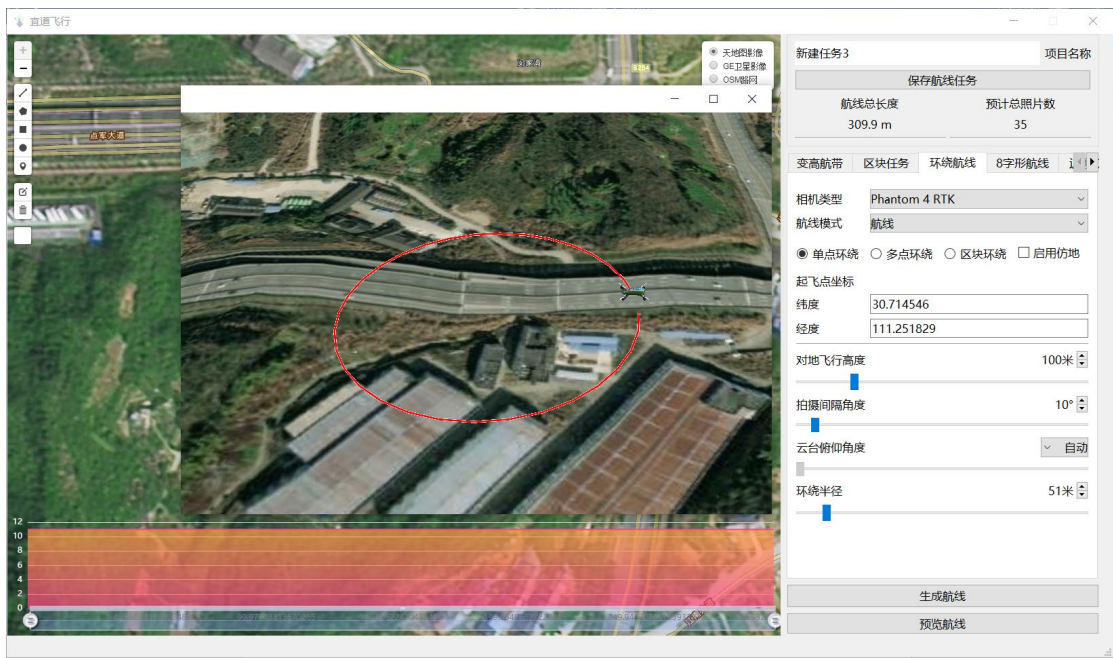 宜道飞行
+
−
天地图影像
GE卫星影像
OSM路网
S254
点军大道
12
10
8
6
4
2
0
新建任务3 项目名称
保存航线任务
航线总长度 预计总照片数
309.9 m 35
变高航带 区块任务 环绕航线 8字形航线
相机类型 Phantom 4 RTK
航线模式 航线
单点环绕 多点环绕 区块环绕 启用仿地
起飞点坐标
纬度 30.714546
经度 111.251829
对地飞行高度 100米
拍摄间隔角度 10°
云台俯仰角度 自动
环绕半径 51米
生成航线
预览航线